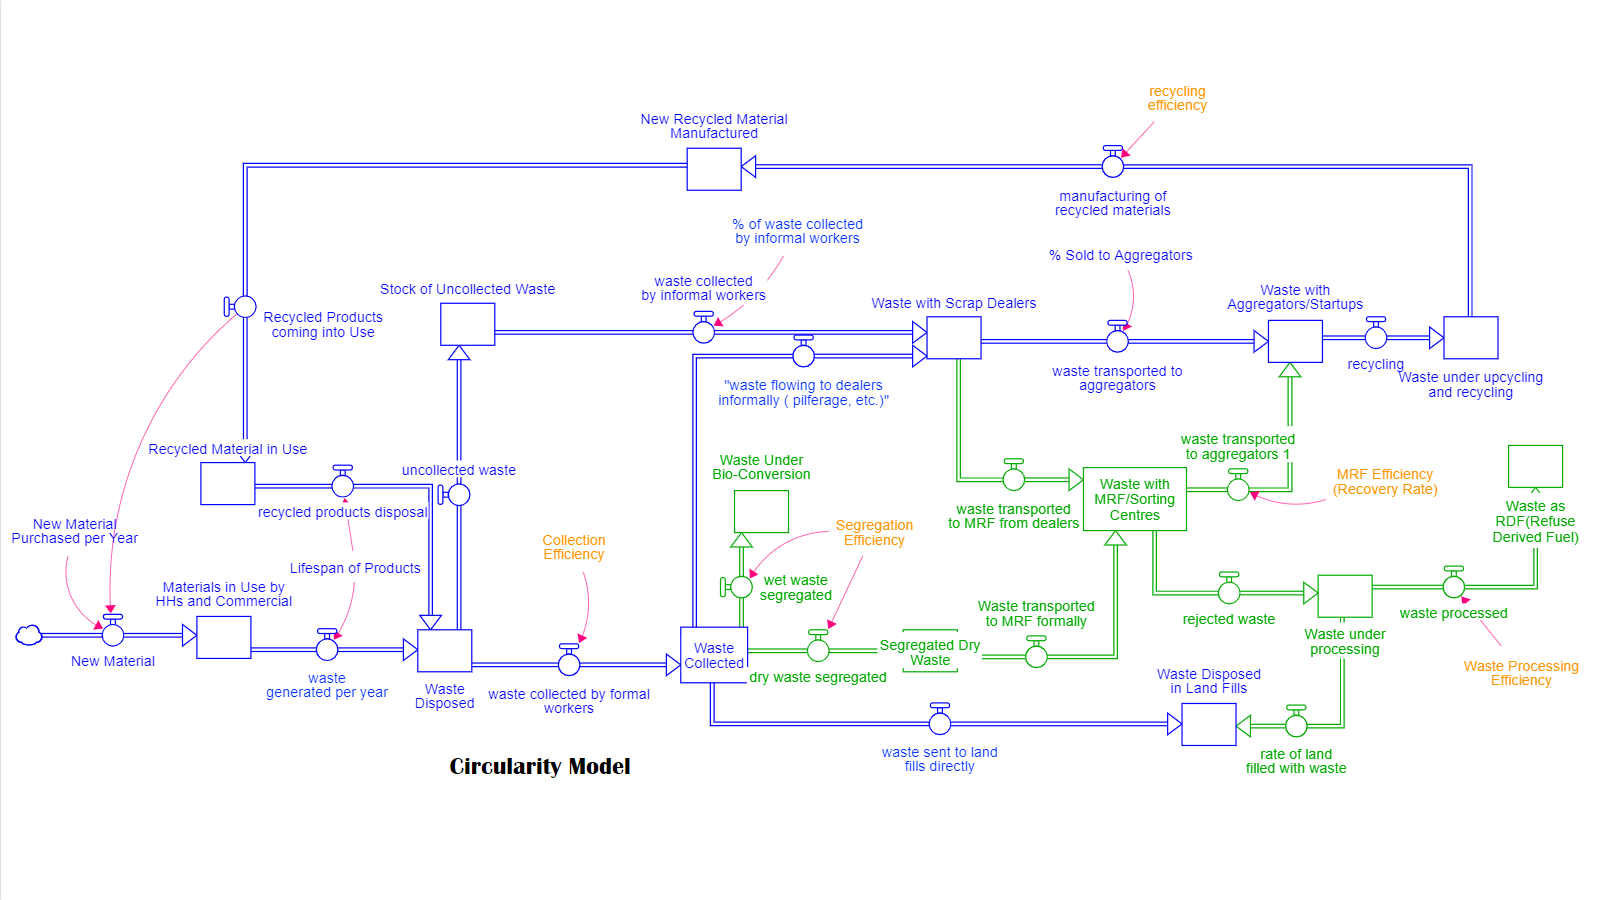 recycling
efficiency
New Recycled Material
Manufactured
manufacturing of
recycled materials
% of waste collected
by informal workers
% Sold to Aggregators
waste collected
by informal workers
Stock of Uncollected Waste
Waste with Scrap Dealers
Waste with
Aggregators/Startups
Recycled Products
coming into Use
waste transported to
aggregators
recycling
Waste under upcycling
and recycling
"waste flowing to dealers
informally ( pilferage, etc.)"
Recycled Material in Use
uncollected waste
Waste Under
Bio-Conversion
waste transported
to aggregators 1
MRF Efficiency
(Recovery Rate)
Waste with
MRF/Sorting
Centres
recycled products disposal
waste transported
to MRF from dealers
Waste as
RDF(Refuse
Derived Fuel)
New Material
Purchased per Year
Segregation
Efficiency
Collection
Efficiency
Lifespan of Products
wet waste
segregated
Materials in Use by
HHs and Commercial
Waste transported
to MRF formally
rejected waste
waste processed
Waste under
processing
New Material
Waste
Collected
Segregated Dry
Waste
dry waste segregated
waste
generated per year
Waste
Disposed
waste collected by formal
workers
Waste Disposed
in Land Fills
Waste Processing
Efficiency
waste sent to land
fills directly
rate of land
filled with waste
Circularity Model